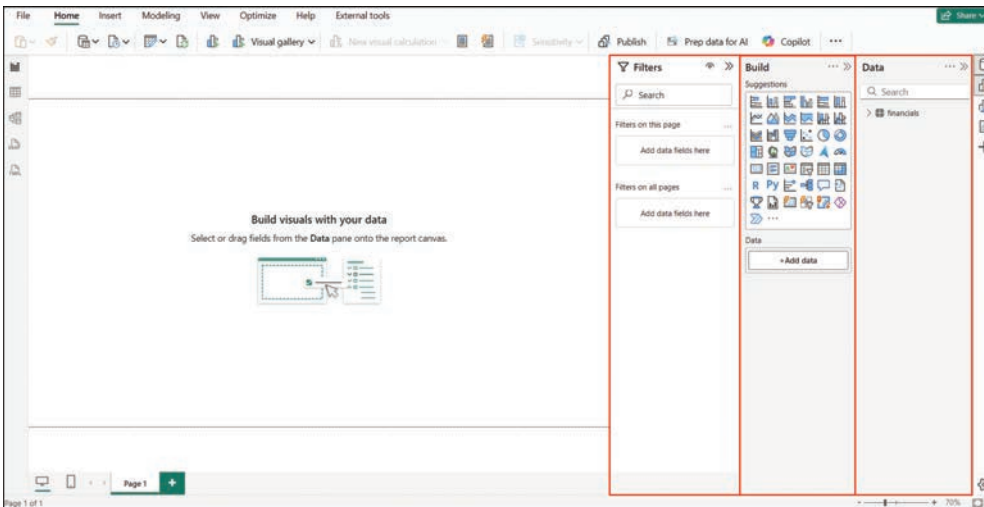 File Home Insert Modeling View Optimize Help External tools
Share
Visual gallery New visual calculation Sensitivity Publish Prep data for AI Copilot ...
Filters
Search
Filters on this page ...
Add data fields here
Filters on all pages ...
Add data fields here
Build ...
Suggestions
R Py
...
Data
+Add data
Data ...
Search
financials
Build visuals with your data
Select or drag fields from the Data pane onto the report canvas.
Page 1 +
Page 1 of 1
- + 70%